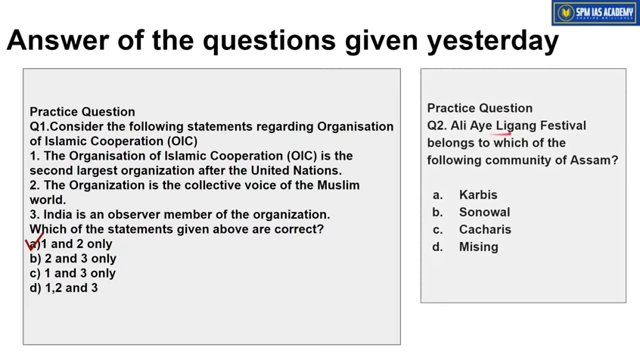 SPM IAS ACADEMY
Answer of the questions given yesterday
Practice Question
Q1.Consider the following statements regarding Organisation
of Islamic Cooperation (OIC)
1. The Organisation of Islamic Cooperation (OIC) is the
second largest organization after the United Nations.
2. The Organization is the collective voice of the Muslim
world.
3. India is an observer member of the organization.
Which of the statements given above are correct?
a)1 and 2 only
b) 2 and 3 only
c) 1 and 3 only
d) 1,2 and 3
Practice Question
Q2. Ali Aye Ligang Festival
belongs to which of the
following community of Assam?
a. Karbis
b. Sonowal
c. Cacharis
d. Mising